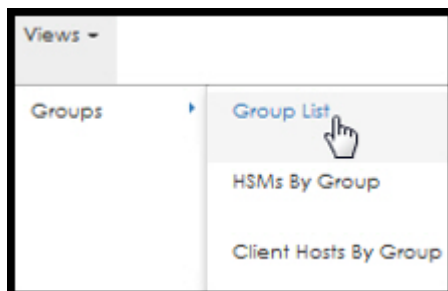 Views
Groups
Group List
HSMs By Group
Client Hosts By Group